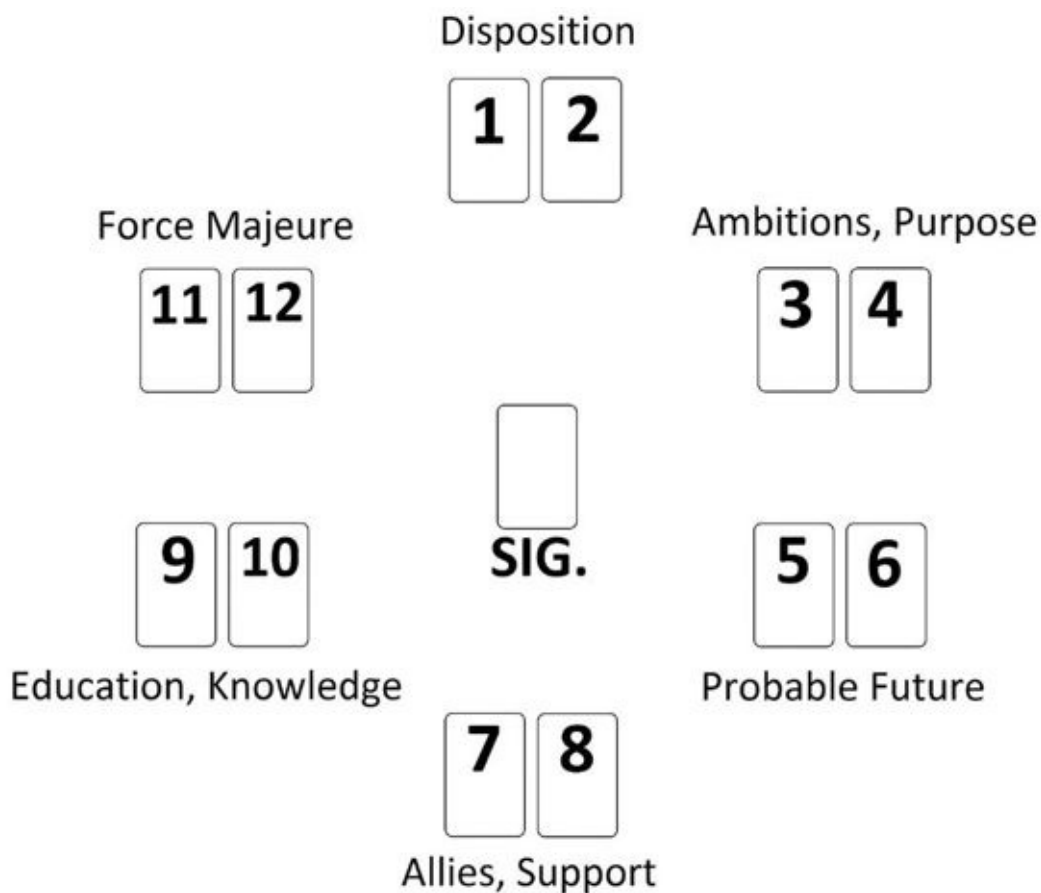 Disposition
1 2
Force Majeure
Ambitions, Purpose
11 12
3 4
SIG.
9 10
5 6
Education, Knowledge
Probable Future
7 8
Allies, Support